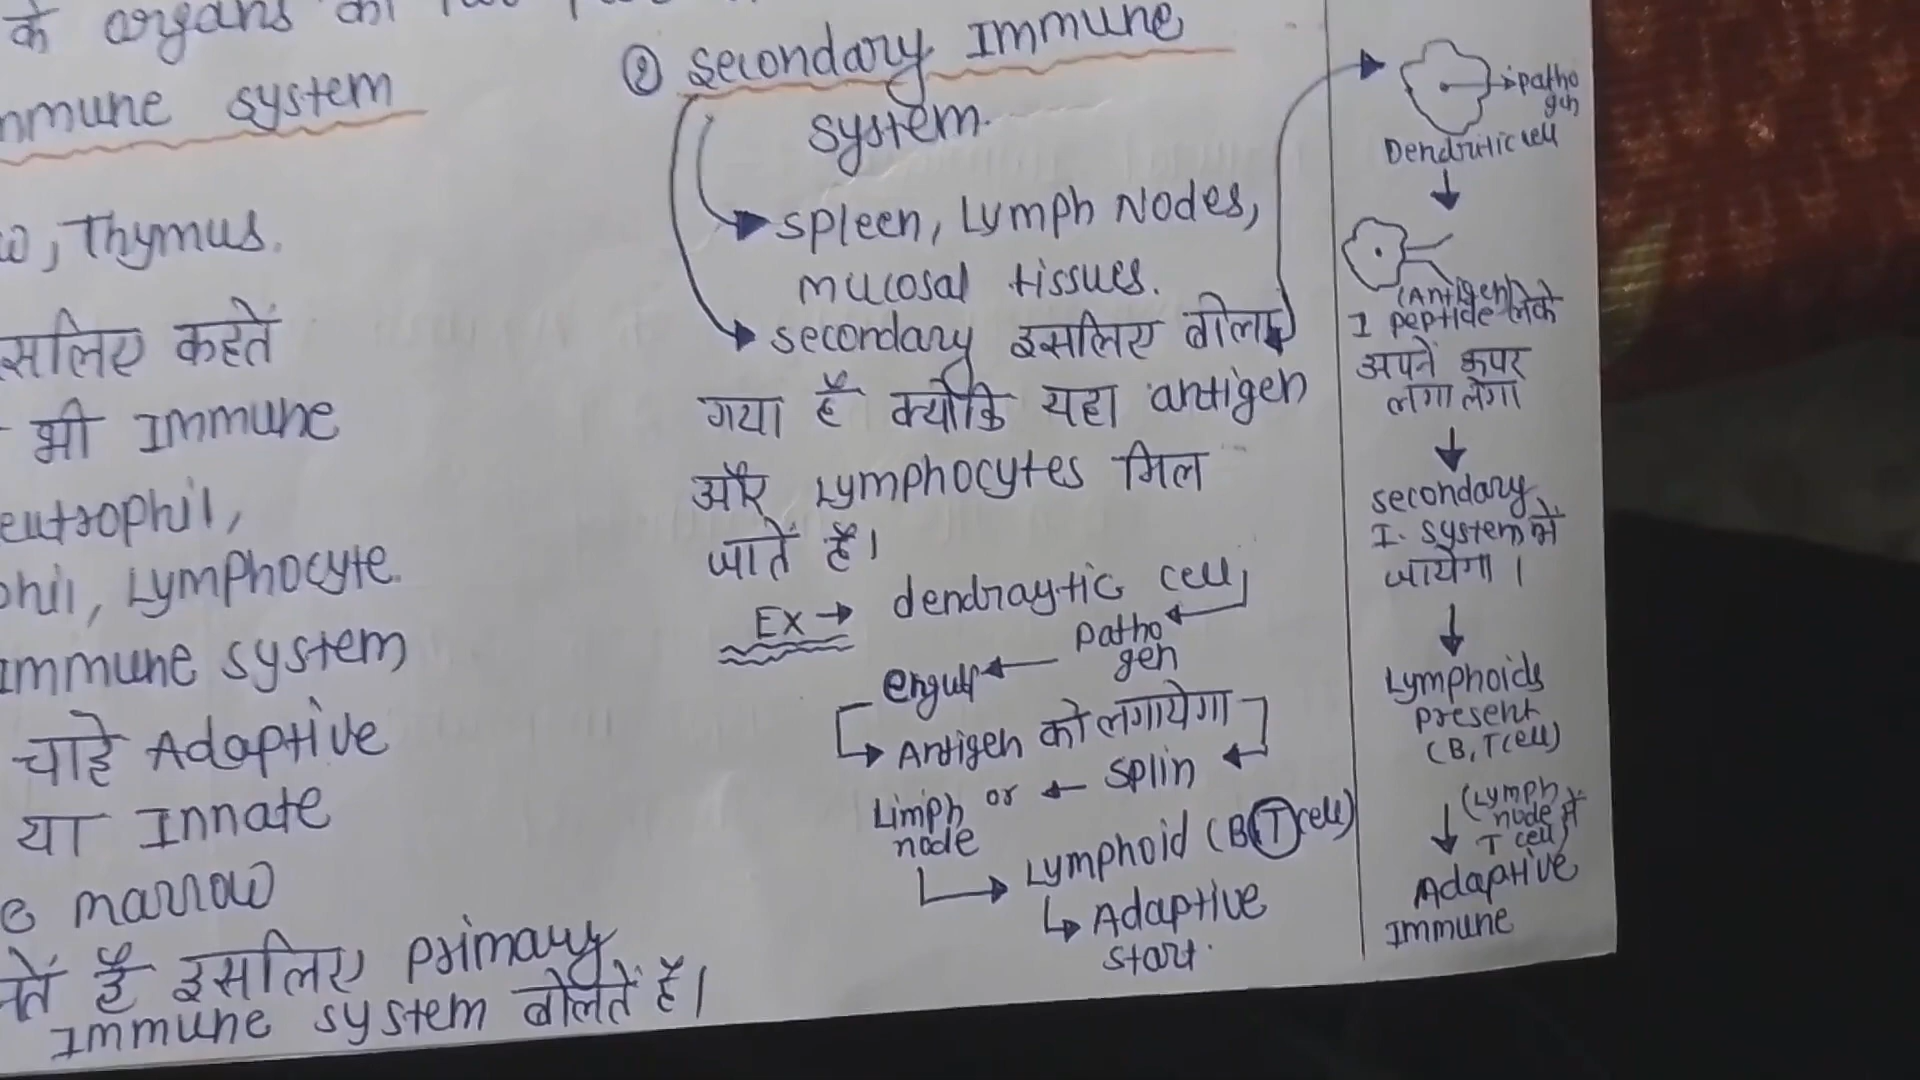 के organs को
immune system
, Thymus.
कहतें
भी Immune
eutrophil,
phil, Lymphocyte.
Immune system
चाहे Adaptive
या Innate
marrow
हैं इसलिए primary
Immune system बोलतें हैं।
② secondary Immune
system.
spleen, Lymph Nodes,
mucosal tissues.
secondary इसलिए बोला
गया हैं क्योंकि यहा antigen
और Lymphocytes मिल
जातें हैं।
EX → dendraytic cell
patho
gen
engulf
Antigen को लगायेगा
splin
or
Limph
node
Lymphoid (B, T cell)
Adaptive
start.
patho
gen
Dendritic cell
(Antigen)
I peptide लेके
अपनें ऊपर
लगा लेगा
secondary
I. system में
जायेगा।
Lymphoids
present
(B, T cell)
(Lymph
node में
T cell)
Adaptive
Immune